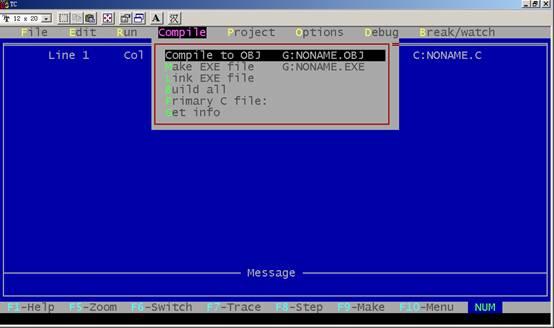 TC
12 x 20
File Edit Run Compile Project Options Debug Break/watch
Line 1 Col C:NONAME.C
Compile to OBJ G:NONAME.OBJ
Make EXE file G:NONAME.EXE
Link EXE file
Build all
Primary C file:
Get info
Message
F1-Help F5-Zoom F6-Switch F7-Trace F8-Step F9-Make F10-Menu NUM